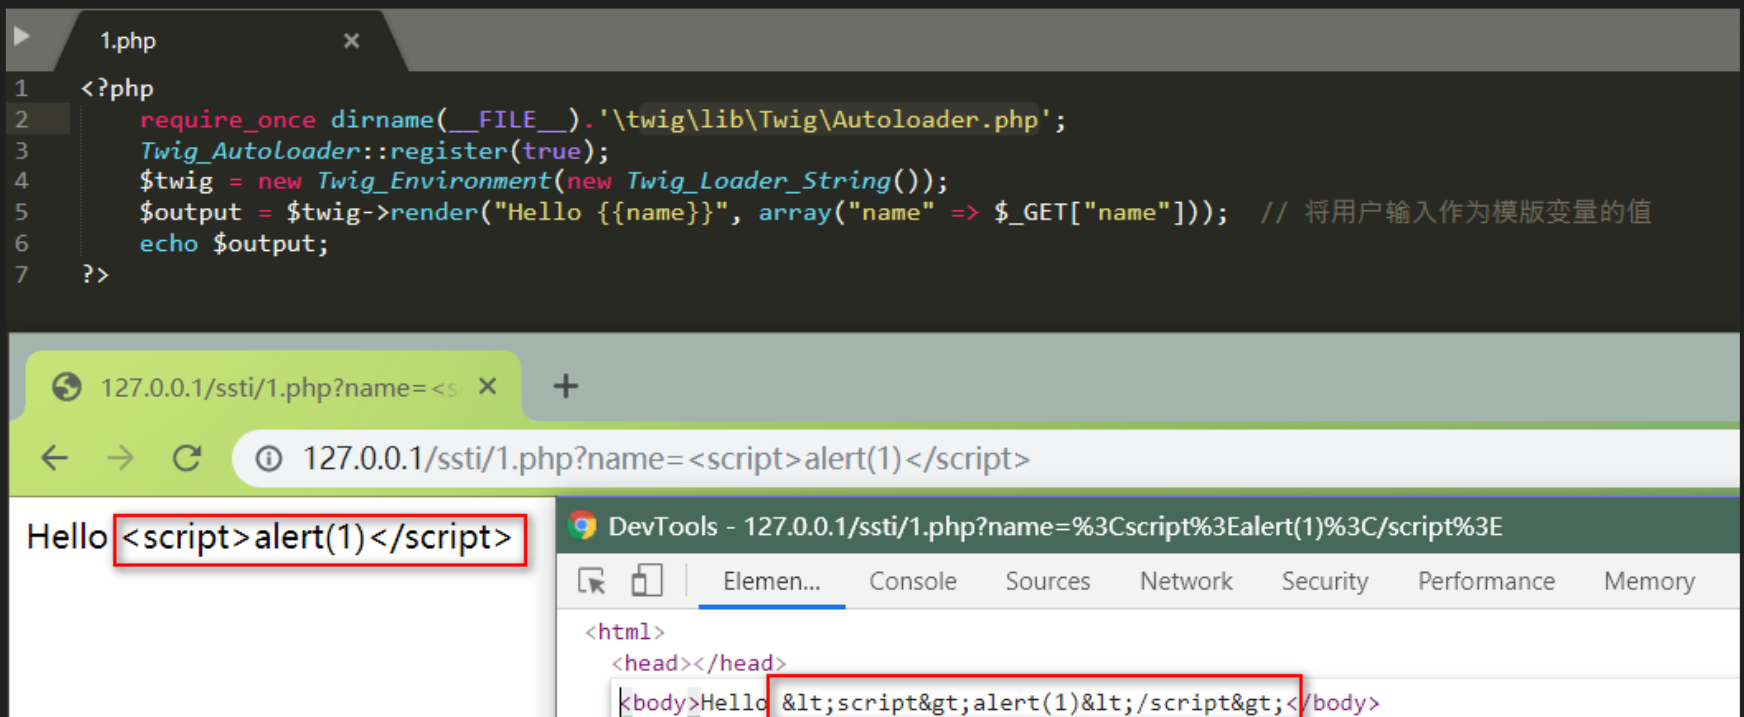 1.php ×
1 <?php
2 require_once dirname(__FILE__).'\twig\lib\Twig\Autoloader.php';
3 Twig_Autoloader::register(true);
4 $twig = new Twig_Environment(new Twig_Loader_String());
5 $output = $twig->render("Hello {{name}}", array("name" => $_GET["name"]));  // 将用户输入作为模版变量的值
6 echo $output;
7 ?>
127.0.0.1/ssti/1.php?name=<s
127.0.0.1/ssti/1.php?name=<script>alert(1)</script>
Hello <script>alert(1)</script>
DevTools - 127.0.0.1/ssti/1.php?name=%3Cscript%3Ealert(1)%3C/script%3E
Elemen... Console Sources Network Security Performance Memory
<html>
<head></head>
<body>Hello &lt;script&gt;alert(1)&lt;/script&gt;</body>